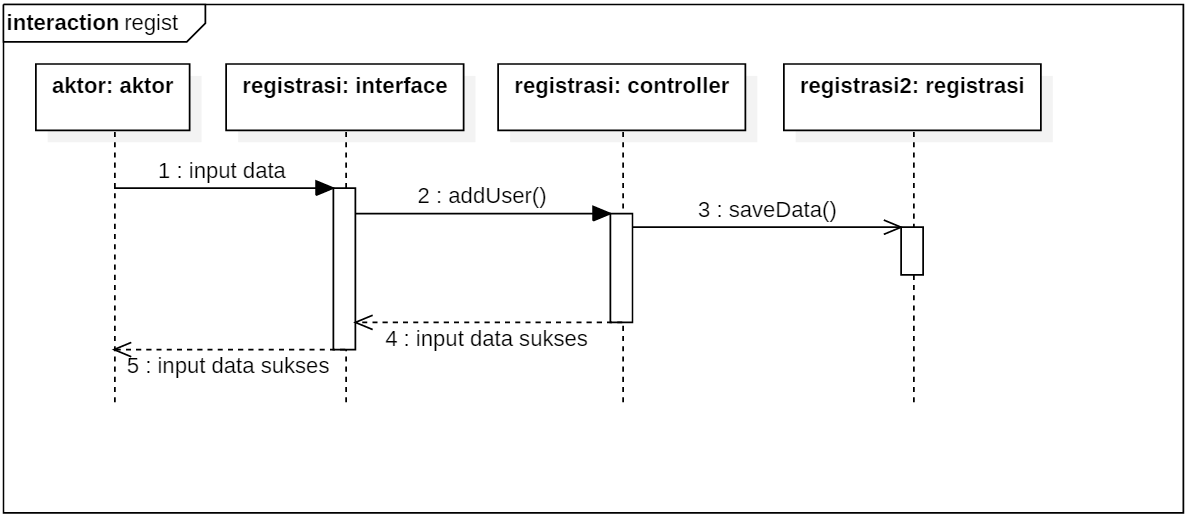 interaction regist
aktor: aktor
registrasi: interface
registrasi: controller
registrasi2: registrasi
1 : input data
2 : addUser()
3 : saveData()
4 : input data sukses
5 : input data sukses